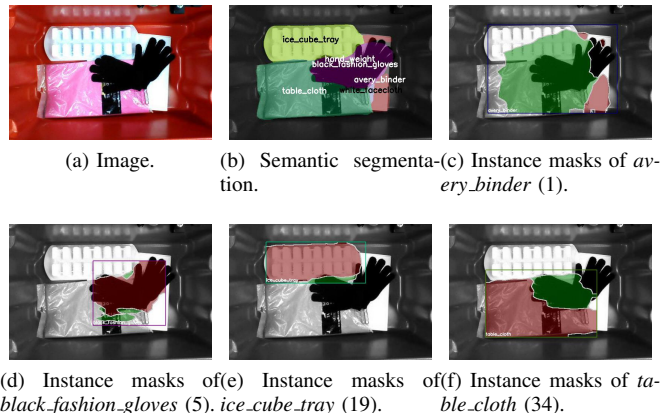 ice_cube_tray
hand_weight
black_fashion_gloves
avery_binder
table_cloth
white_facecloth
avery_binder
(a) Image.
(b) Semantic segmenta-
tion.
(c) Instance masks of av-
ery_binder (1).
ice_cube_tray
table_cloth
(d) Instance masks of
black_fashion_gloves (5).
(e) Instance masks of
ice_cube_tray (19).
(f) Instance masks of ta-
ble_cloth (34).